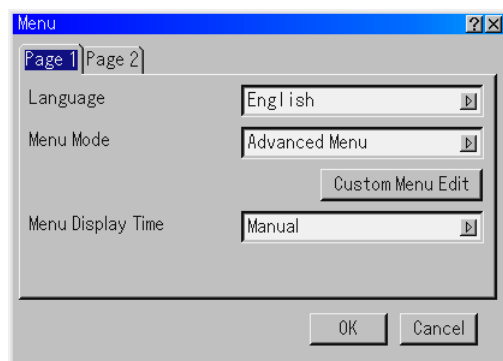 Menu
Page 1 Page 2
Language English
Menu Mode Advanced Menu
Custom Menu Edit
Menu Display Time Manual
OK Cancel